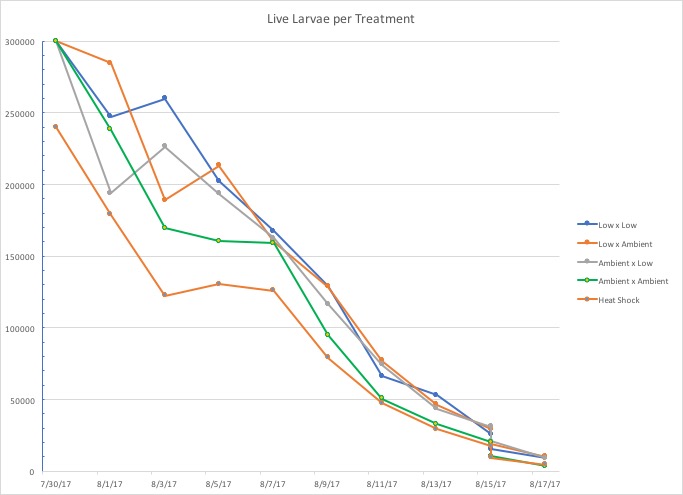 Live Larvae per Treatment
300000
250000
200000
150000
100000
50000
0
7/30/17 8/1/17 8/3/17 8/5/17 8/7/17 8/9/17 8/11/17 8/13/17 8/15/17 8/17/17
Low x Low
Low x Ambient
Ambient x Low
Ambient x Ambient
Heat Shock